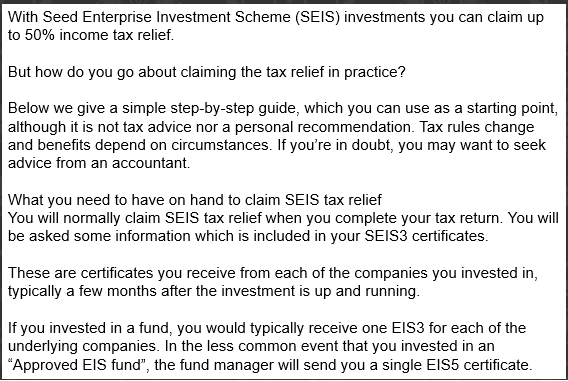 With Seed Enterprise Investment Scheme (SEIS) investments you can claim up
to 50% income tax relief.
But how do you go about claiming the tax relief in practice?
Below we give a simple step-by-step guide, which you can use as a starting point,
although it is not tax advice nor a personal recommendation. Tax rules change
and benefits depend on circumstances. If you’re in doubt, you may want to seek
advice from an accountant.
What you need to have on hand to claim SEIS tax relief
You will normally claim SEIS tax relief when you complete your tax return. You will
be asked some information which is included in your SEIS3 certificates.
These are certificates you receive from each of the companies you invested in,
typically a few months after the investment is up and running.
If you invested in a fund, you would typically receive one EIS3 for each of the
underlying companies. In the less common event that you invested in an
“Approved EIS fund”, the fund manager will send you a single EIS5 certificate.